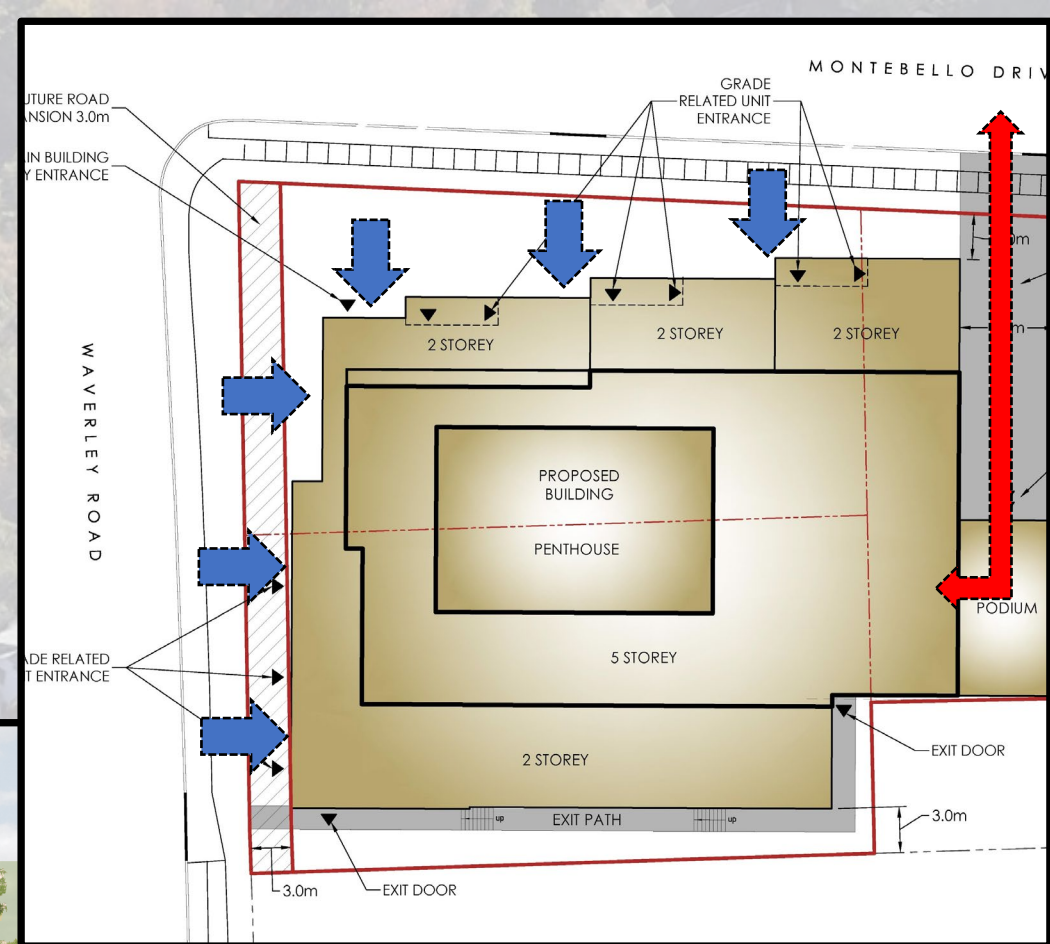 MONTEBELLO DRIV
UTURE ROAD
ANSION 3.0m
GRADE
RELATED UNIT
ENTRANCE
IN BUILDING
Y ENTRANCE
2 STOREY
2 STOREY
2 STOREY
WAVERLEY ROAD
PROPOSED
BUILDING
PENTHOUSE
PODIUM
5 STOREY
ADE RELATED
T ENTRANCE
EXIT DOOR
2 STOREY
up
EXIT PATH
up
3.0m
3.0m
EXIT DOOR